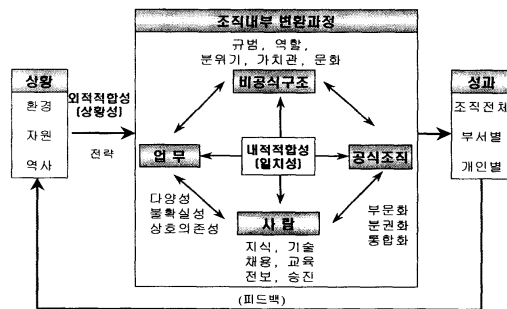 조직내부 변환과정
규범, 역할,
분위기, 가치관, 문화
비공식구조
상황
환경
자원
역사
외적적합성
(상황성)
전략
업 무
내적적합성
(일치성)
공식조직
성과
조직전체
부서별
개인별
다양성
불확실성
상호의존성
사 람
지식, 기술
채용, 교육
전보, 승진
부문화
분권화
통합화
(피드백)